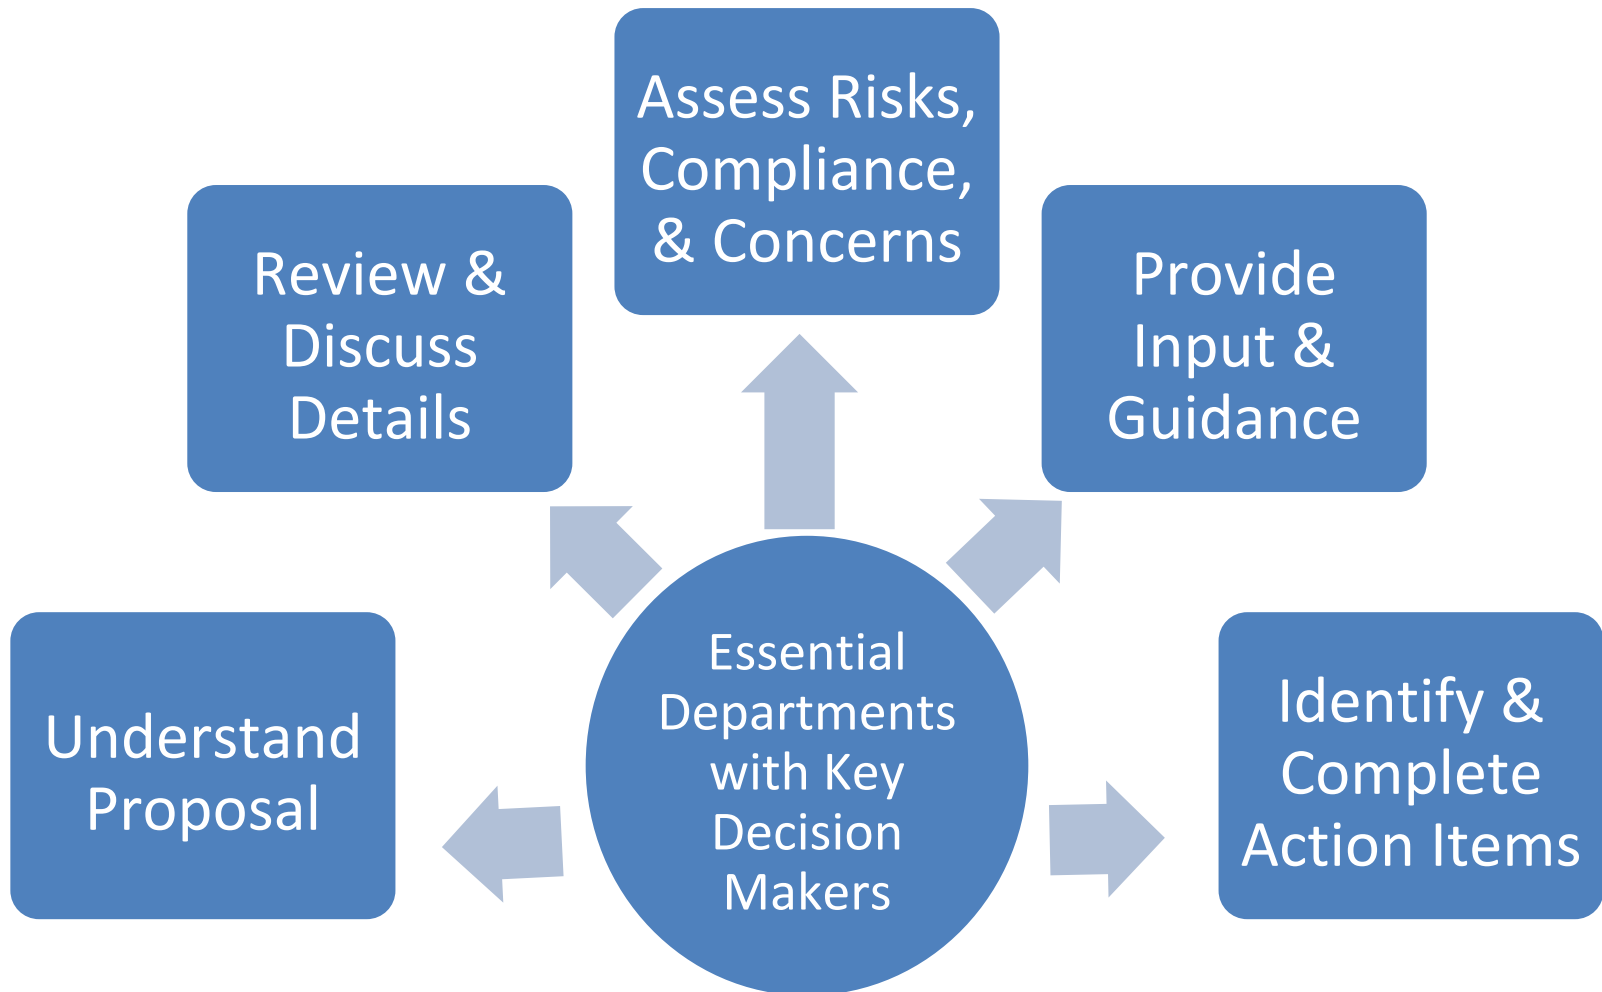 Understand
Proposal
Review &
Discuss
Details
Assess Risks,
Compliance,
& Concerns
Provide
Input &
Guidance
Identify &
Complete
Action Items
Essential
Departments
with Key
Decision
Makers